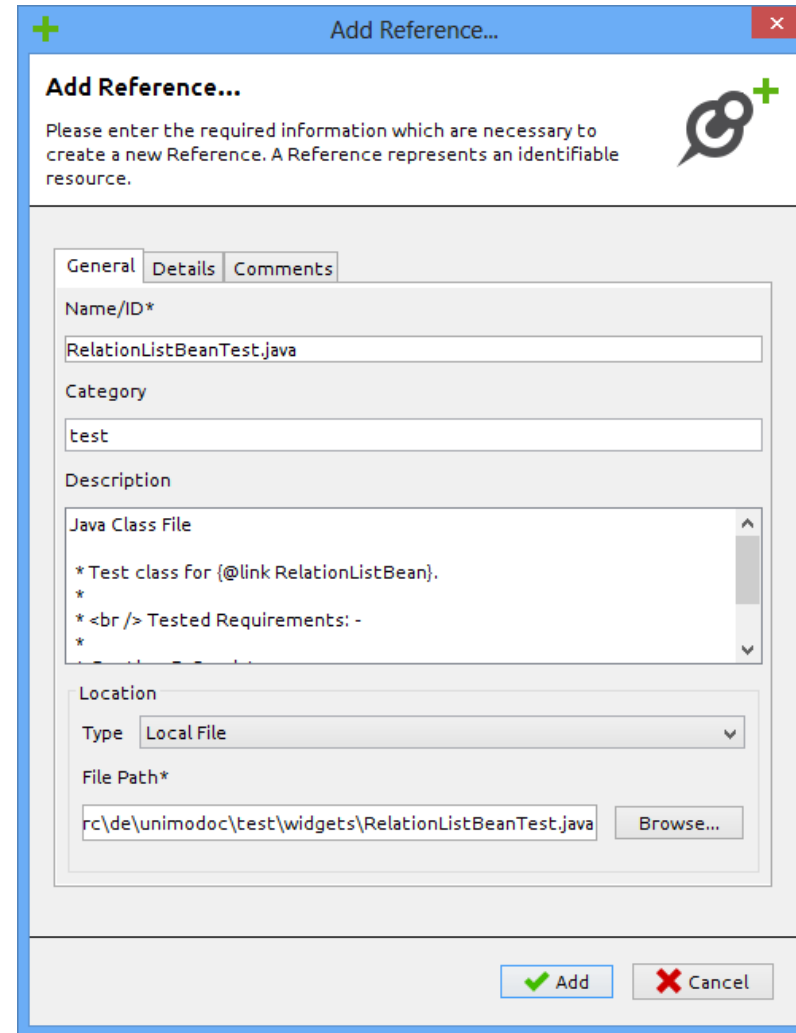 Add Reference...
Add Reference...
Please enter the required information which are necessary to
create a new Reference. A Reference represents an identifiable
resource.
General Details Comments
Name/ID*
RelationListBeanTest.java
Category
test
Description
Java Class File
* Test class for {@link RelationListBean}.
*
* <br /> Tested Requirements: -
*
Location
Type Local File
File Path*
rc\de\unimodoc\test\widgets\RelationListBeanTest.java Browse...
Add Cancel